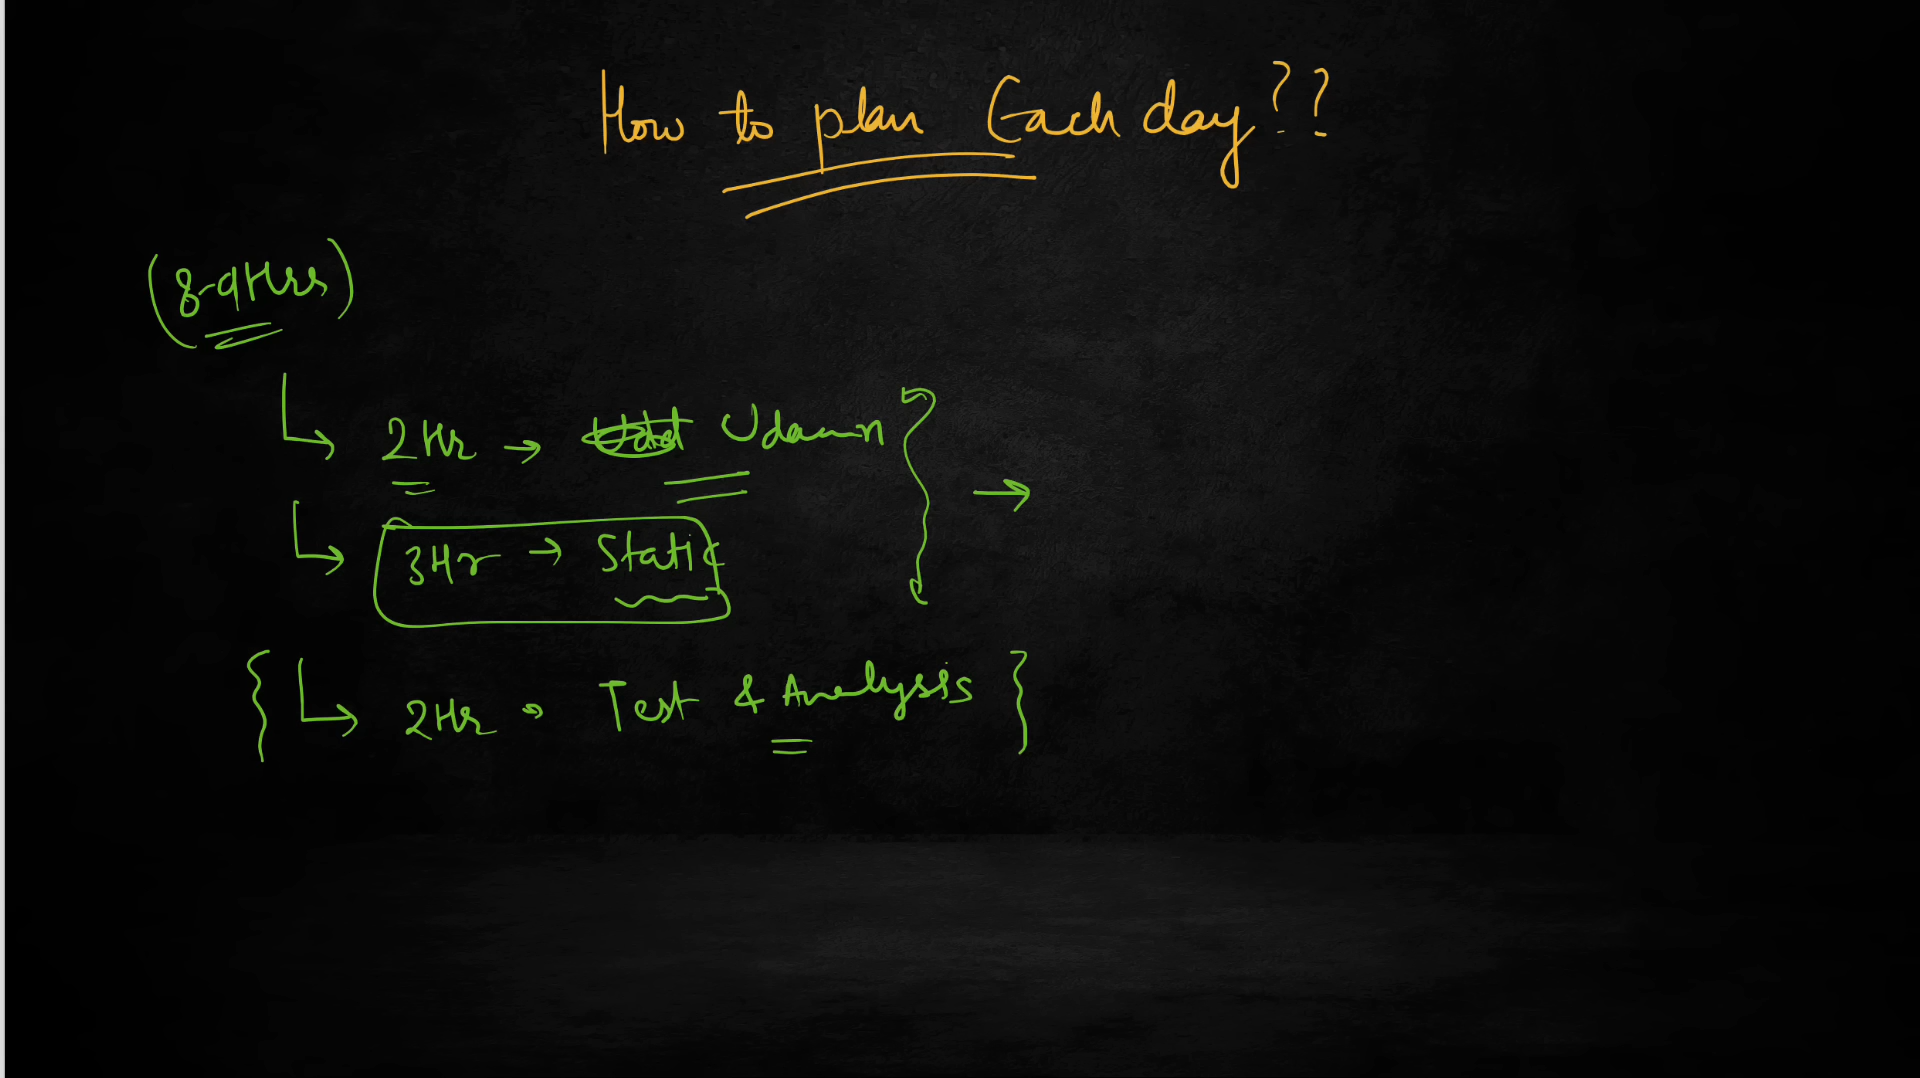 How to plan Each day??
(8-9Hrs)
2Hr → Udaan
3Hr → Static
2Hr → Test & Analysis